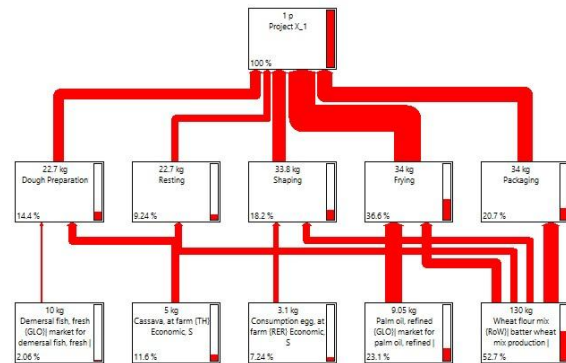 1 p
Project X_1
100 %
22.7 kg
Dough Preparation
14.4 %
22.7 kg
Resting
9.24 %
33.8 kg
Shaping
18.2 %
34 kg
Frying
36.6 %
34 kg
Packaging
20.7 %
10 kg
Demersal fish, fresh
{GLO}| market for
demersal fish, fresh |
2.06 %
5 kg
Cassava, at farm {TH}
Economic, S
11.6 %
3.1 kg
Consumption egg, at
farm {RER} Economic,
S
7.24 %
9.05 kg
Palm oil, refined
{GLO}| market for
palm oil, refined |
23.1 %
130 kg
Wheat flour mix
{RoW}| batter wheat
mix production |
52.7 %